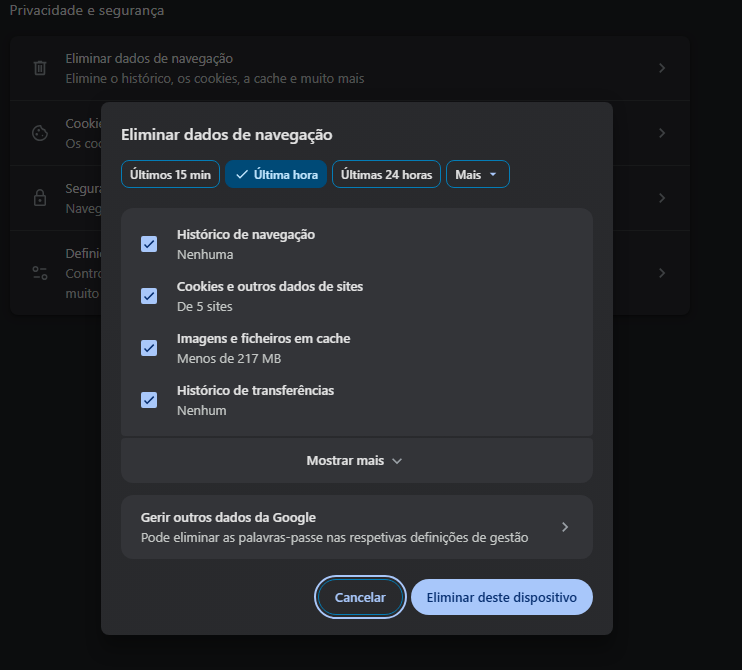 Privacidade e segurança
Eliminar dados de navegação
Elimine o histórico, os cookies, a cache e muito mais
Eliminar dados de navegação
Últimos 15 min
Última hora
Últimas 24 horas
Mais
Histórico de navegação
Nenhuma
Cookies e outros dados de sites
De 5 sites
Imagens e ficheiros em cache
Menos de 217 MB
Histórico de transferências
Nenhum
Mostrar mais
Gerir outros dados da Google
Pode eliminar as palavras-passe nas respetivas definições de gestão
Cancelar
Eliminar deste dispositivo
Os
muito